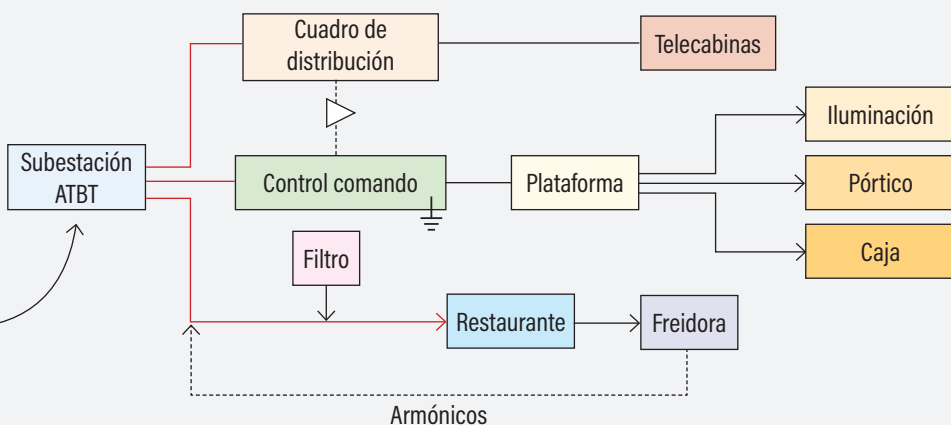 Cuadro de
distribución
Telecabinas
Iluminación
Subestación
ATBT
Control comando
Plataforma
Pórtico
Filtro
Caja
Restaurante
Freidora
Armónicos